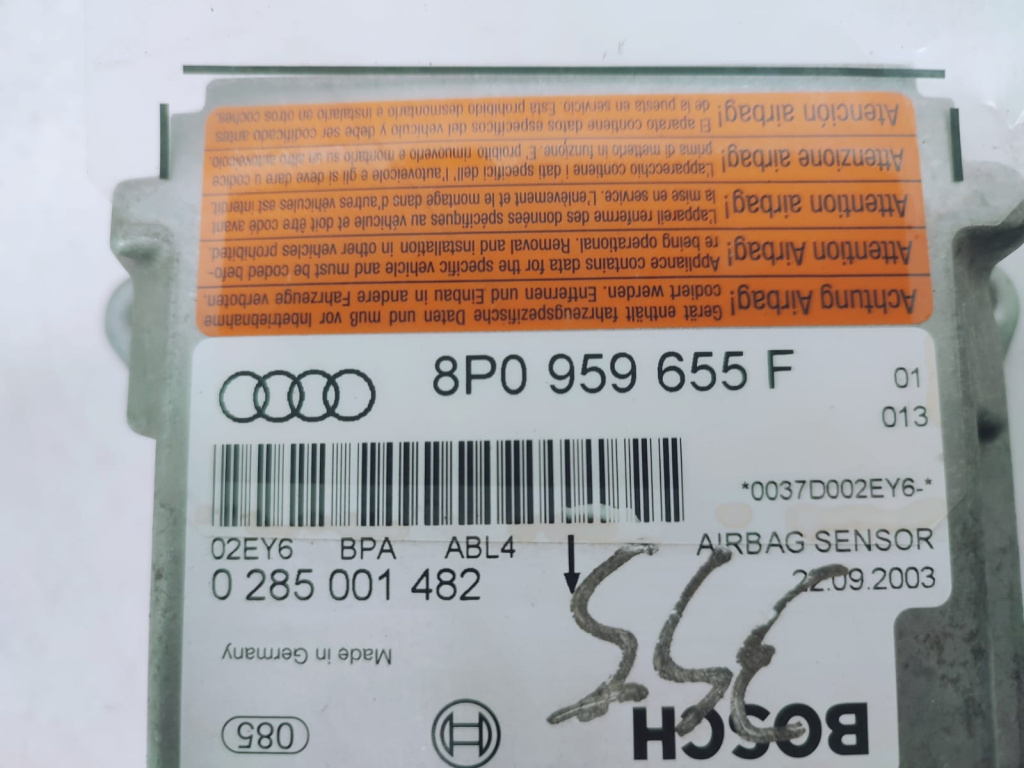 Achtung Airbag! Gerät enthält fahrzeugspezifische Daten und muß vor Inbetriebnahme
codiert werden. Entfernen und Einbau in andere Fahrzeuge verboten.
Attention Airbag! Appliance contains data for the specific vehicle and must be coded befo-
re being operational. Removal and installation in other vehicles prohibited.
Attention airbag! L'appareil renferme des données spécifiques au véhicule et doit être codé avant
la mise en service. L'enlèvement et le montage dans d'autres véhicules est interdit.
Attenzione airbag! L'apparecchio contiene i dati specifici dell' l'autoveicole e gli si deve dare u codice
prima di metterlo in funzione. E' proibito rimuoverlo e montarlo su un altro autoveicolo.
Atención airbag! El aparato contiene datos específicos del vehículo y debe ser codificado antes
de la puesta en servicio. Está prohibido desmontarlo e instalarlo en otros coches.
8P0 959 655 F
01
013
*0037D002EY6-*
02EY6 BPA ABL4
AIRBAG SENSOR
0 285 001 482
22.09.2003
Made in Germany
085
BOSCH